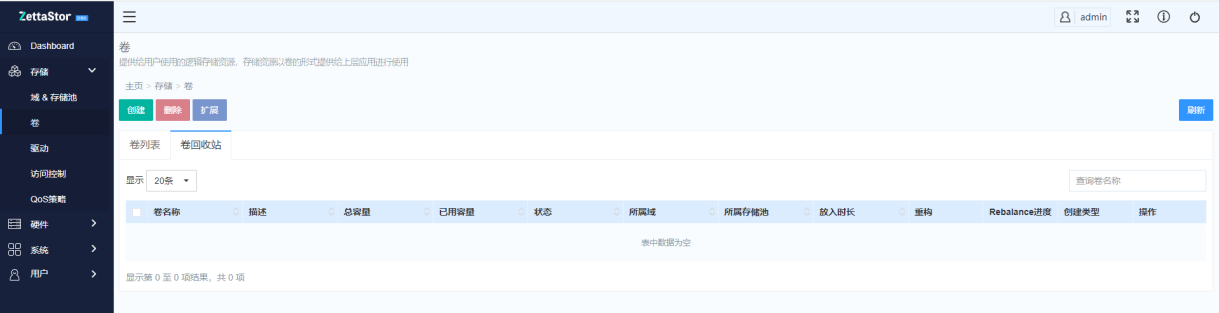 ZettaStor DBS
admin
Dashboard
存储
域 & 存储池
卷
驱动
访问控制
QoS策略
硬件
系统
用户
卷
提供给用户使用的逻辑存储资源，存储资源以卷的形式提供给上层应用进行使用
主页 > 存储 > 卷
创建 删除 扩展 刷新
卷列表 卷回收站
显示 20条 查询卷名称
卷名称 描述 总容量 已用容量 状态 所属域 所属存储池 放入时长 重构 Rebalance进度 创建类型 操作
表中数据为空
显示第 0 至 0 项结果，共 0 项